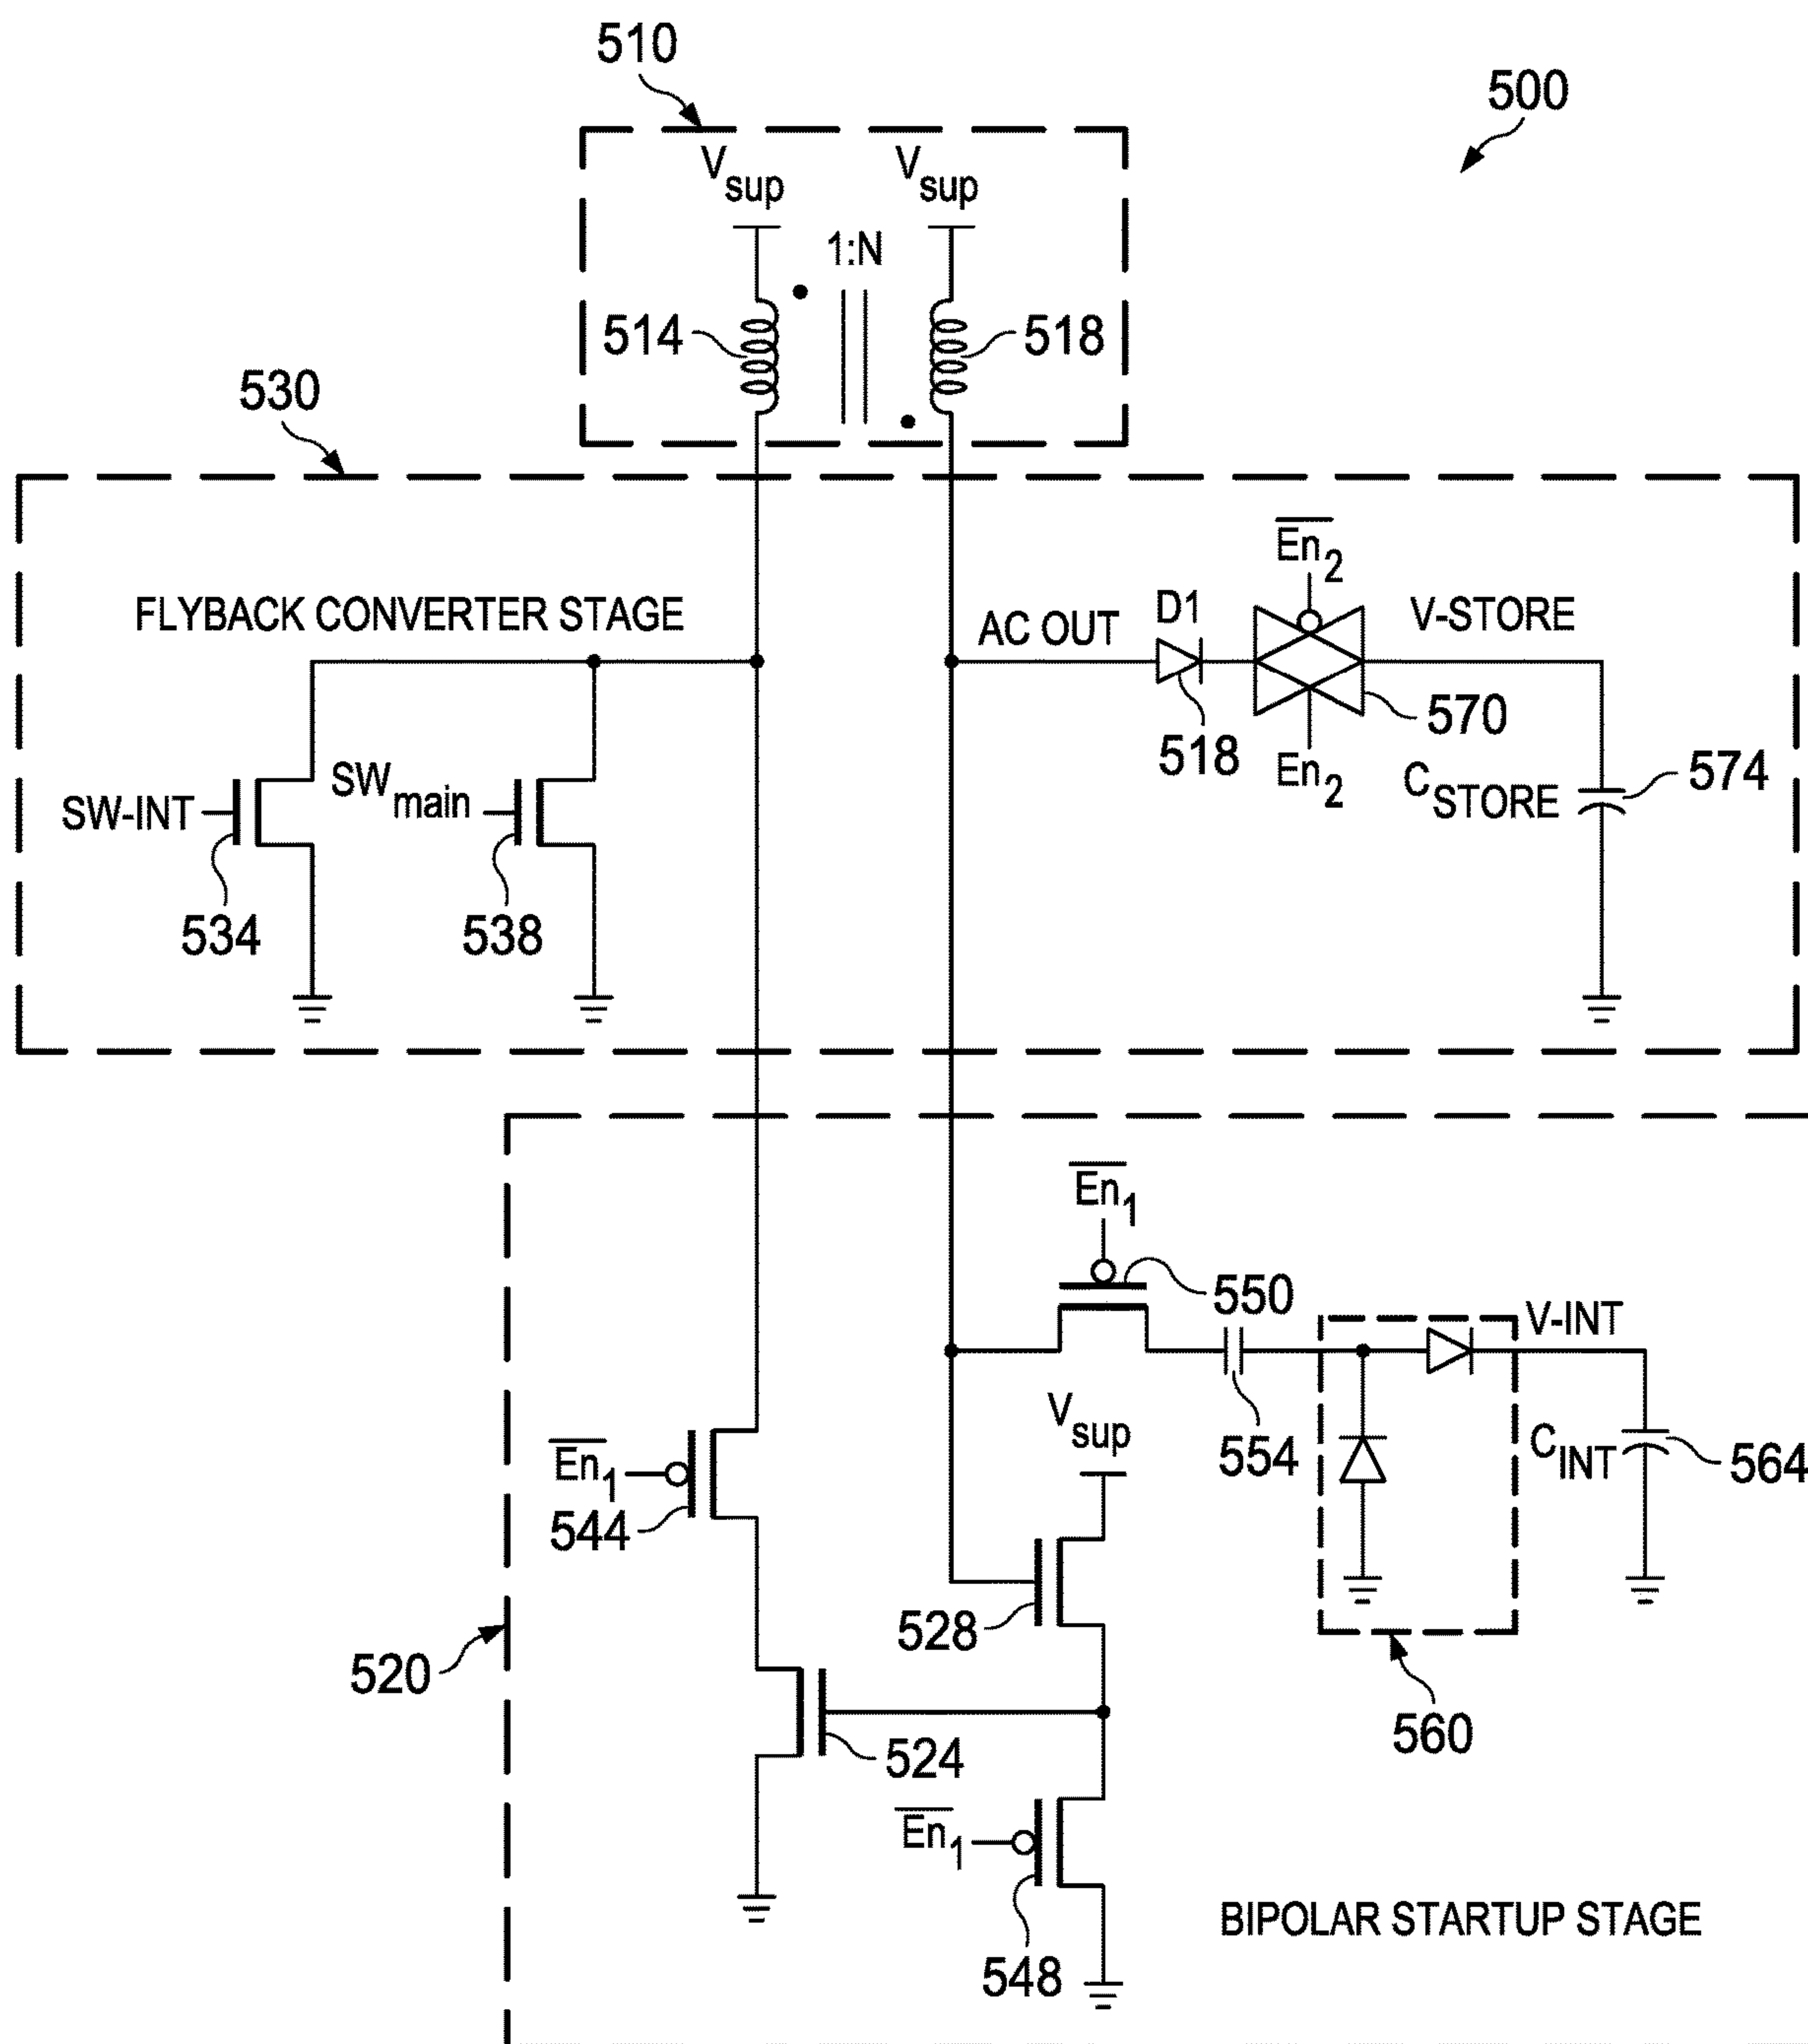 510
500
Vsup
Vsup
1:N
514
518
530
FLYBACK CONVERTER STAGE
AC OUT
D1
En2
V-STORE
518
En2
570
CSTORE
574
SW-INT
SWmain
534
538
En1
550
V-INT
Vsup
554
CINT
564
En1
544
528
520
560
524
En1
548
BIPOLAR STARTUP STAGE